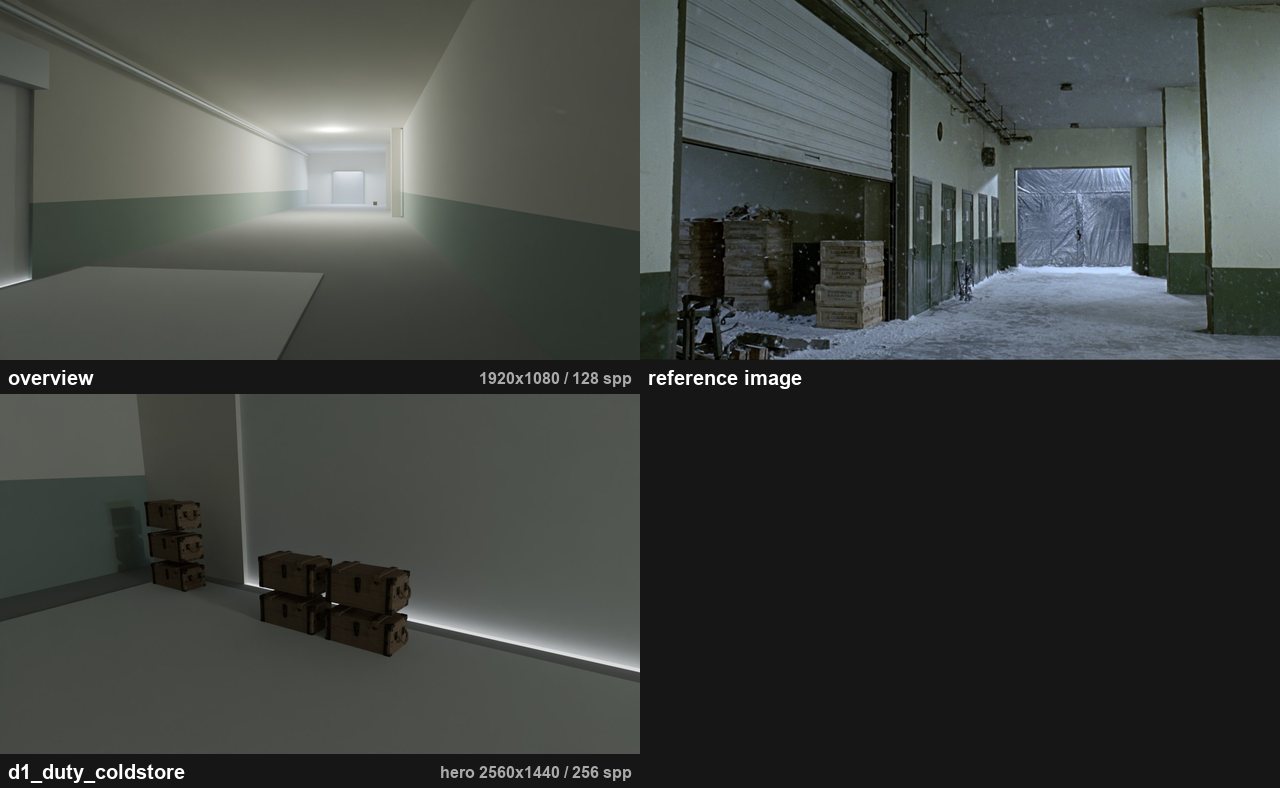 overview
1920x1080 / 128 spp
reference image
d1_duty_coldstore
hero 2560x1440 / 256 spp